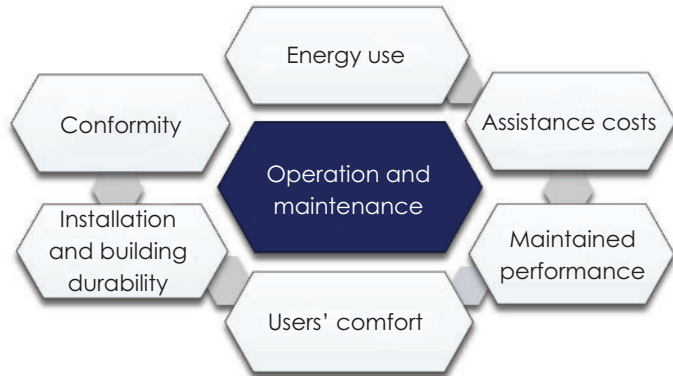 Energy use
Conformity
Assistance costs
Operation and
maintenance
Installation
and building
durability
Maintained
performance
Users’ comfort